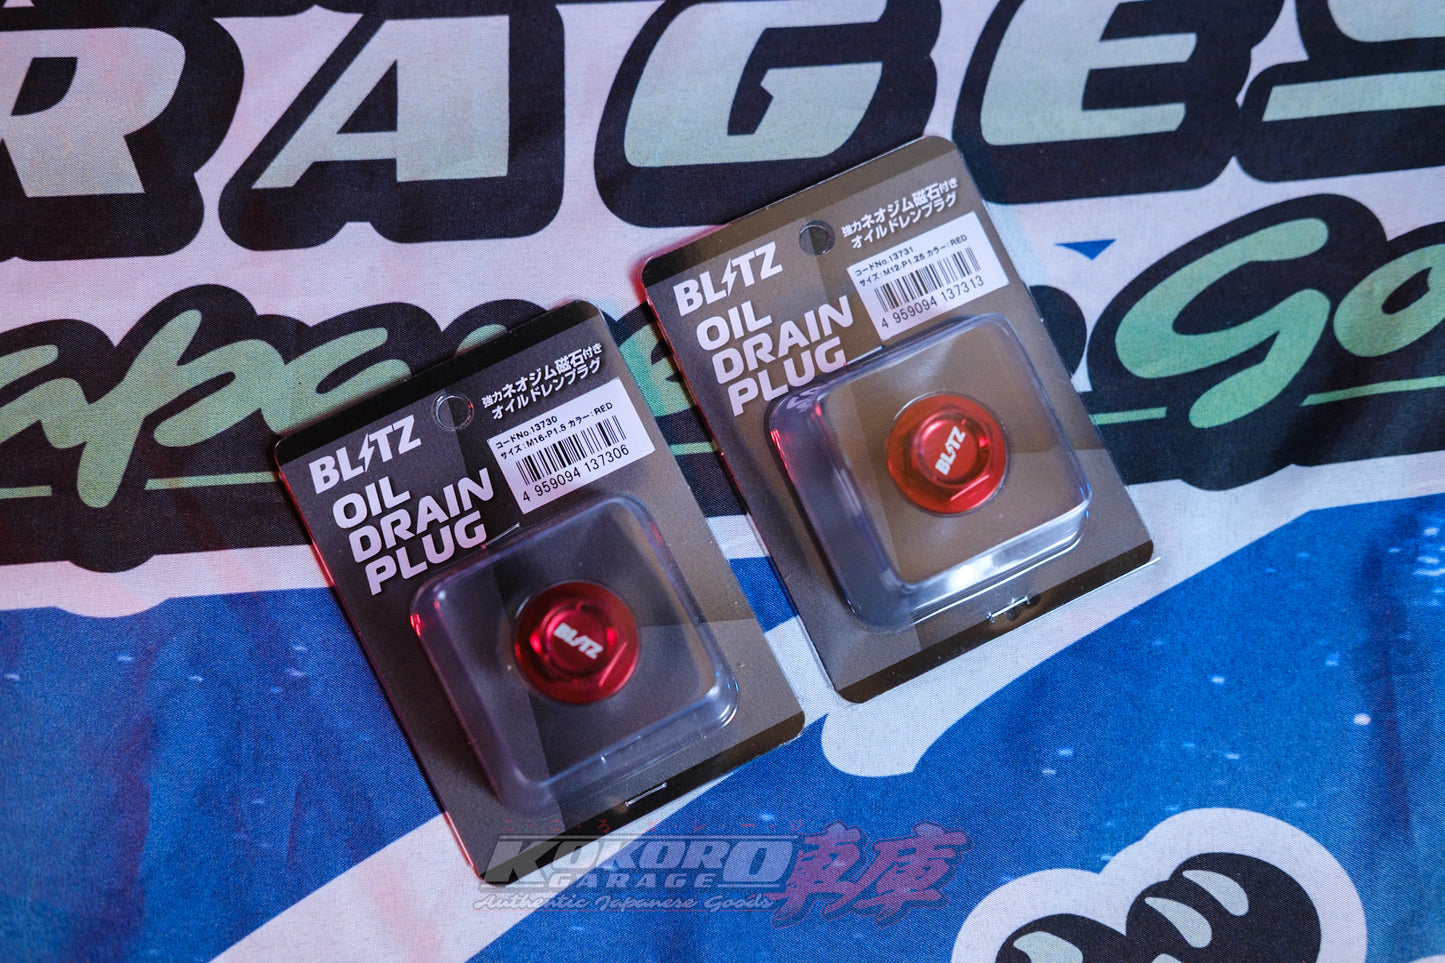 RAGES
Japanese Go
BLITZ
OIL
DRAIN
PLUG
強力ネオジム磁石付き
オイルドレンプラグ
コードNo.13731
サイズ:M12-P1.25 カラー:RED
4 959094 137313
BLITZ
BLITZ
OIL
DRAIN
PLUG
強力ネオジム磁石付き
オイルドレンプラグ
コードNo.13730
サイズ:M16-P1.5 カラー:RED
4 959094 137306
BLITZ
KOKORO
GARAGE
車庫
Authentic Japanese Goods